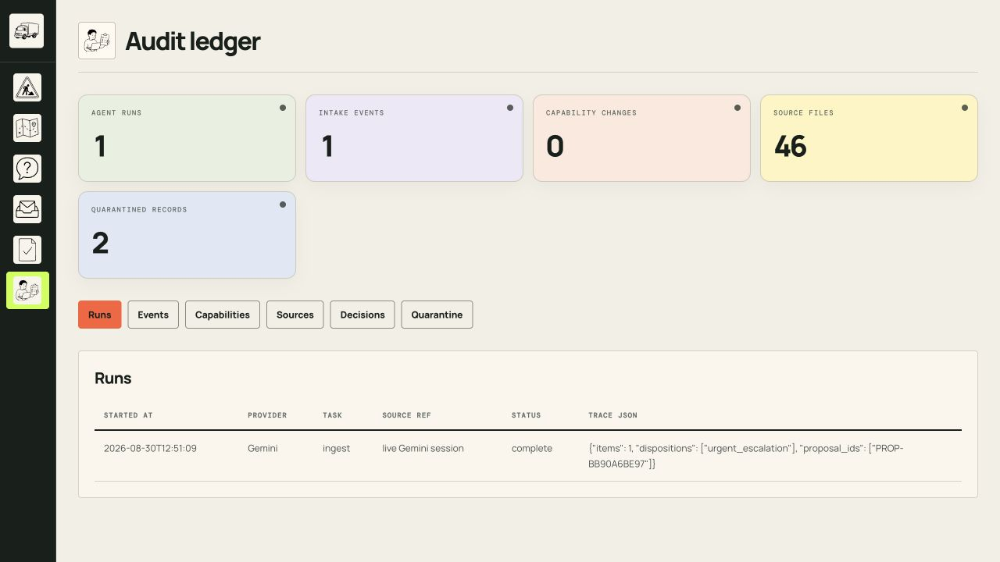 Audit ledger
AGENT RUNS
1
INTAKE EVENTS
1
CAPABILITY CHANGES
0
SOURCE FILES
46
QUARANTINED RECORDS
2
Runs Events Capabilities Sources Decisions Quarantine
Runs
STARTED AT PROVIDER TASK SOURCE REF STATUS TRACE JSON
2026-08-30T12:51:09 Gemini ingest live Gemini session complete {"items": 1, "dispositions": ["urgent_escalation"], "proposal_ids": ["PROP-
BB90A6BE97"]}